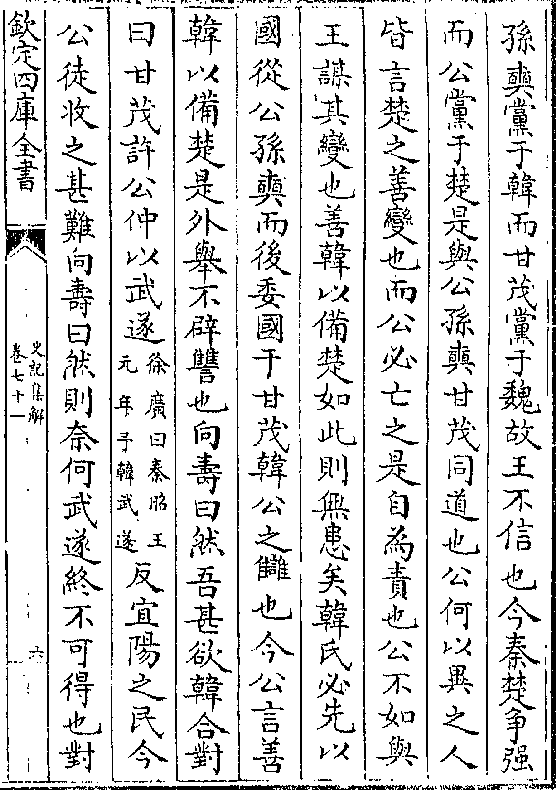 孫奭黨于韓而甘茂黨于魏故王不信也今秦楚争强
而公黨于楚是與公孫奭甘茂同道也公何以異之人
皆言楚之善變也而公必亡之是自為責也公不如與
王謀其變也善韓以備楚如此則無患矣韓氏必先以
國從公孫奭而後委國于甘茂韓公之讎也今公言善
韓以備楚是外舉不辟讐也向壽曰然吾甚欲韓合對
曰甘茂許公仲以武遂徐廣曰秦昭王元年予韓武遂反宜陽之民今
公徒收之甚難向壽曰然則奈何武遂終不可得也對
欽定四庫全書
史記集解
卷七十一
六